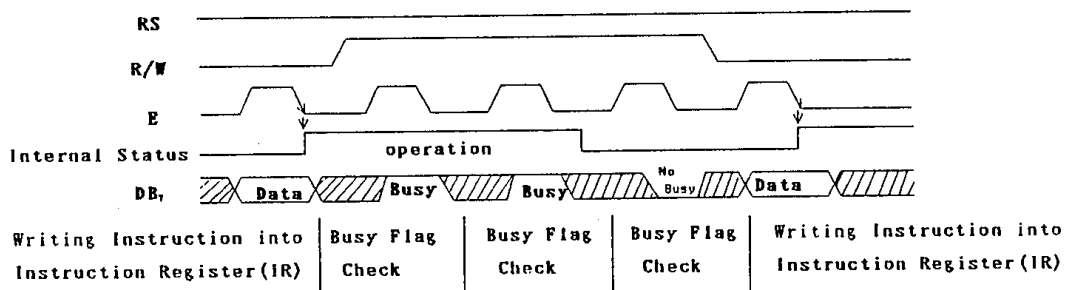 RS
R/W
E
Internal Status
operation
DB₇ Data Busy Busy No Busy Data
Writing Instruction into Busy Flag Busy Flag Busy Flag Writing Instruction into
Instruction Register(IR) Check Check Check Instruction Register(IR)